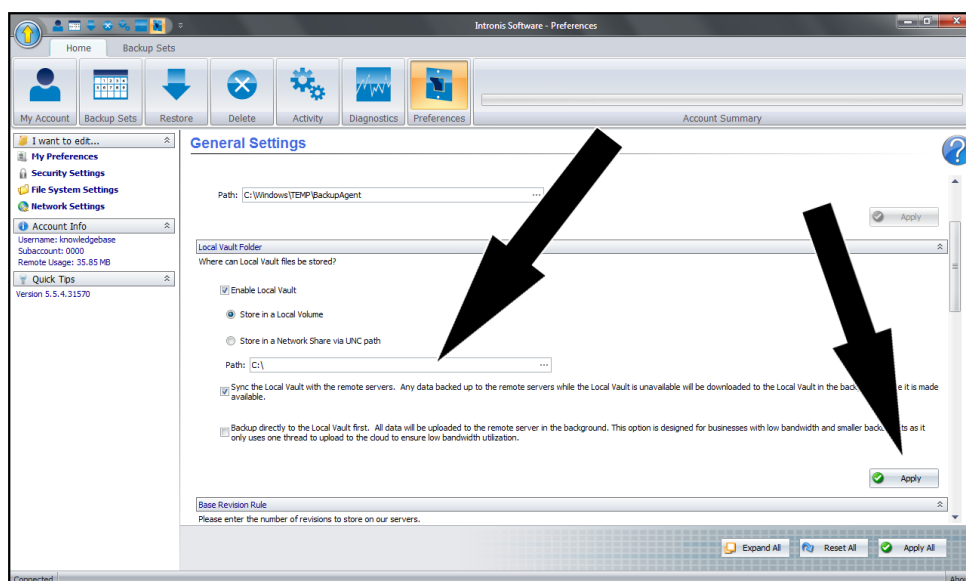 Intronis Software - Preferences
Home Backup Sets
My Account Backup Sets Restore Delete Activity Diagnostics Preferences Account Summary
I want to edit...
My Preferences
Security Settings
File System Settings
Network Settings
Account Info
Username: knowledgebase
Subaccount: 0000
Remote Usage: 35.85 MB
Quick Tips
Version 5.5.4.31570
General Settings
Path: C:\Windows\TEMP\BackupAgent ...
Apply
Local Vault Folder
Where can Local Vault files be stored?
Enable Local Vault
Store in a Local Volume
Store in a Network Share via UNC path
Path: C:\ ...
Sync the Local Vault with the remote servers. Any data backed up to the remote servers while the Local Vault is unavailable will be downloaded to the Local Vault in the it is made
available.
Backup directly to the Local Vault first. All data will be uploaded to the remote server in the background. This option is designed for businesses with low bandwidth and smaller as it
only uses one thread to upload to the cloud to ensure low bandwidth utilization.
Apply
Base Revision Rule
Please enter the number of revisions to store on our servers.
Expand All Reset All Apply All
Connected